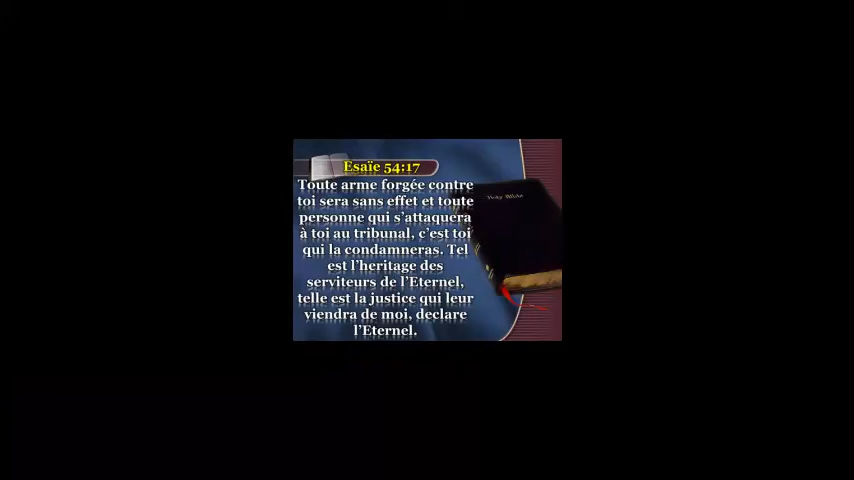 Esaïe 54:17
Toute arme forgée contre
toi sera sans effet et toute
personne qui s'attaquera
à toi au tribunal, c'est toi
qui la condamneras. Tel
est l'heritage des
serviteurs de l'Eternel,
telle est la justice qui leur
viendra de moi, declare
l'Eternel.
Holy Bible